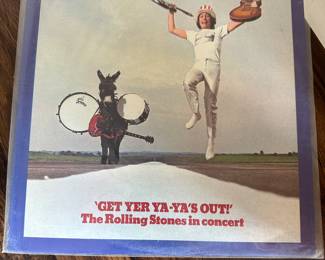 'GET YER YA-YA'S OUT!'
The Rolling Stones in concert